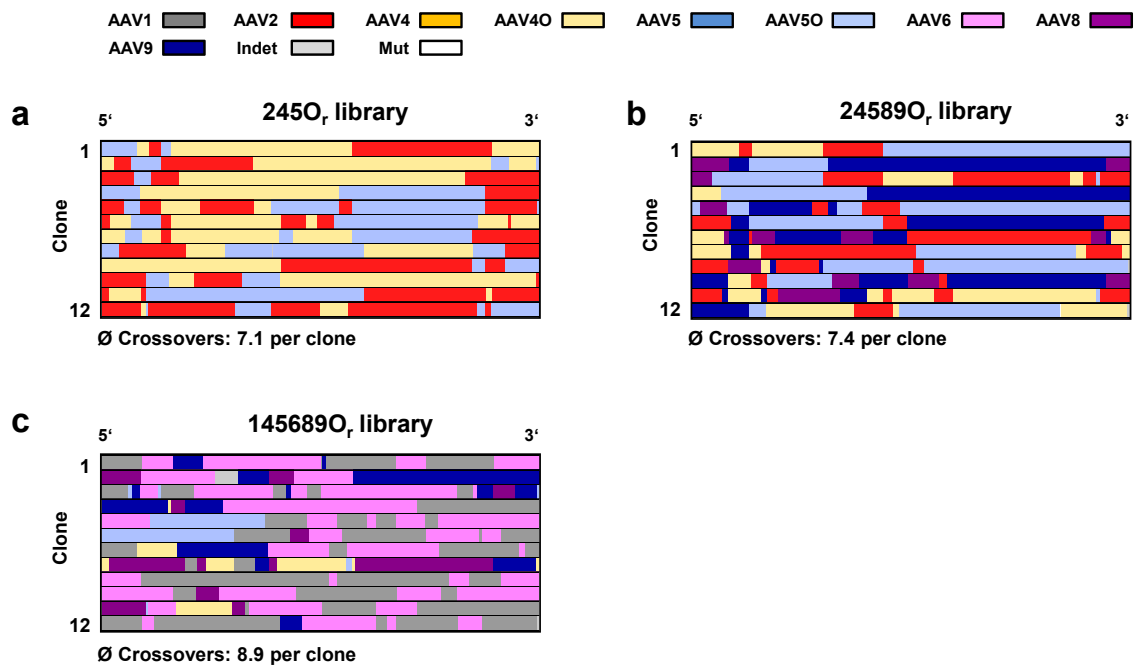 AAV1 AAV2 AAV4 AAV4O AAV5 AAV5O AAV6 AAV8
AAV9 Indet Mut
a
245Or library
5‘ 3‘
1
Clone
12
Ø Crossovers: 7.1 per clone
b
24589Or library
5‘ 3‘
1
Clone
12
Ø Crossovers: 7.4 per clone
c
145689Or library
5‘ 3‘
1
Clone
12
Ø Crossovers: 8.9 per clone